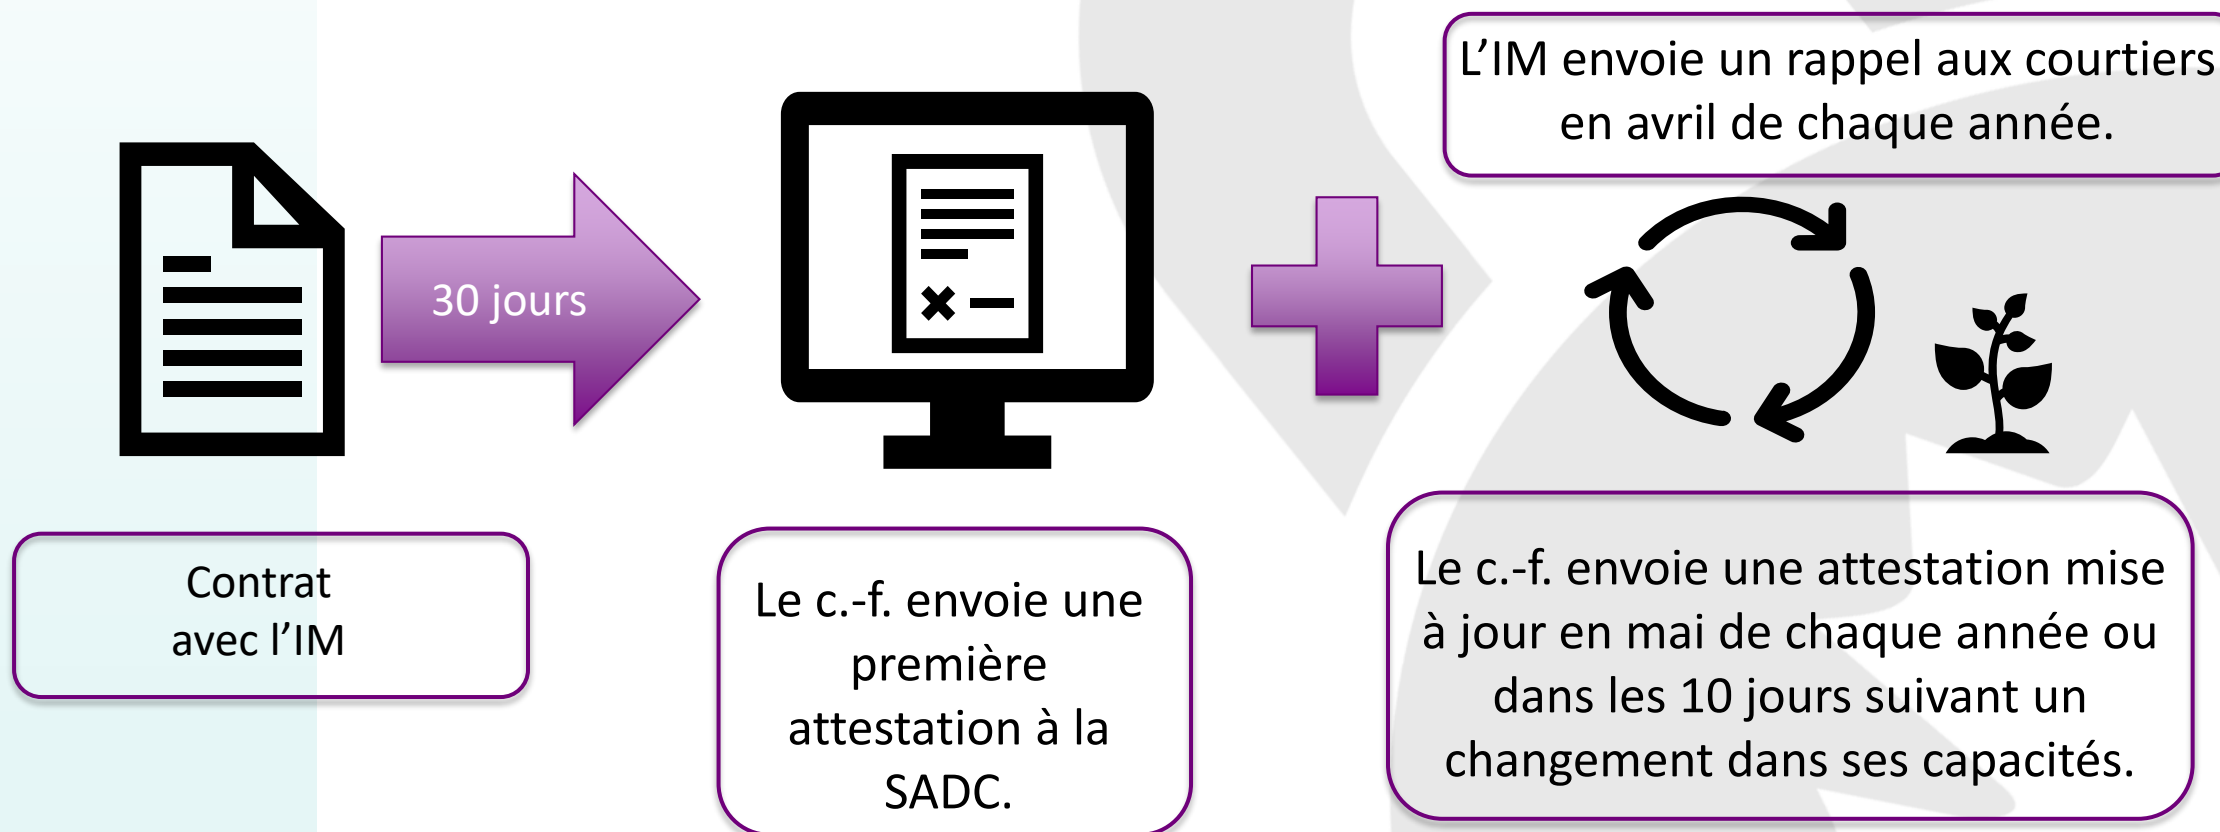 Contrat
avec l’IM
30 jours
Le c.-f. envoie une
première
attestation à la
SADC.
L’IM envoie un rappel aux courtiers
en avril de chaque année.
Le c.-f. envoie une attestation mise
à jour en mai de chaque année ou
dans les 10 jours suivant un
changement dans ses capacités.